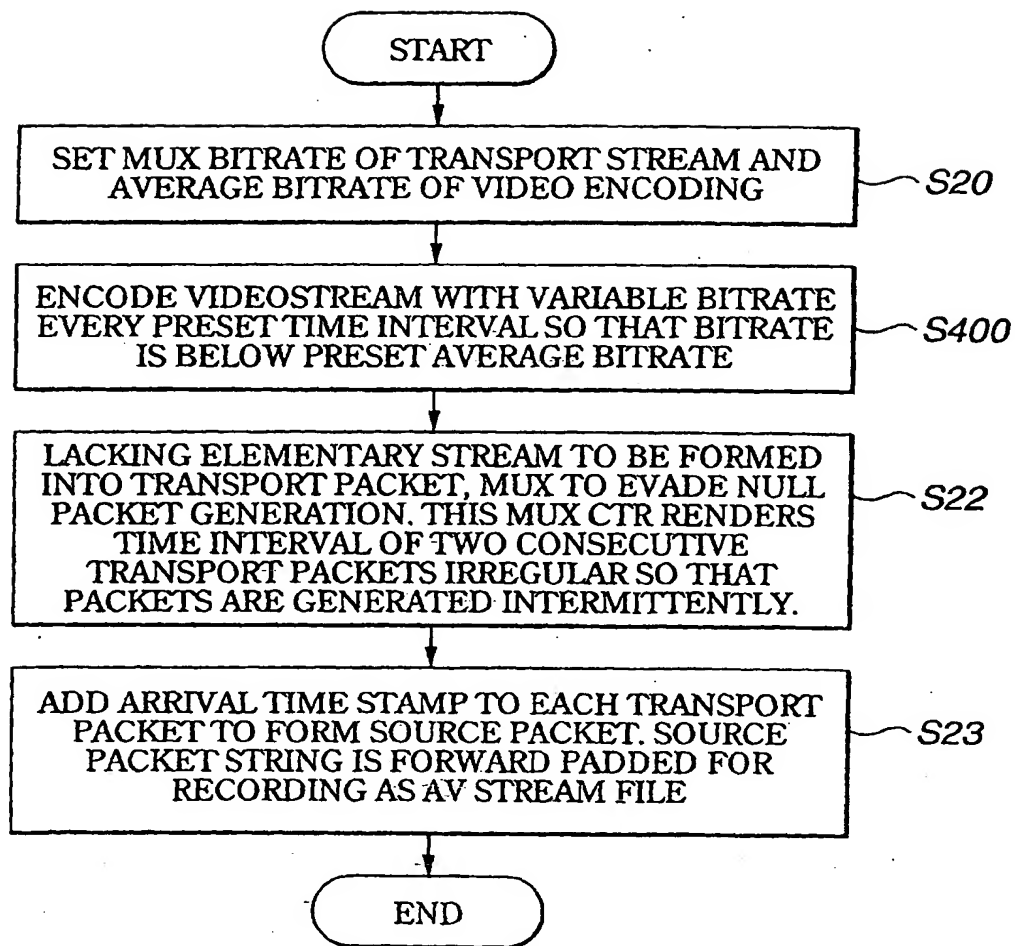 START
SET MUX BITRATE OF TRANSPORT STREAM AND
AVERAGE BITRATE OF VIDEO ENCODING
S20
ENCODE VIDEOSTREAM WITH VARIABLE BITRATE
EVERY PRESET TIME INTERVAL SO THAT BITRATE
IS BELOW PRESET AVERAGE BITRATE
S400
LACKING ELEMENTARY STREAM TO BE FORMED
INTO TRANSPORT PACKET, MUX TO EVADE NULL
PACKET GENERATION. THIS MUX CTR RENDERS
TIME INTERVAL OF TWO CONSECUTIVE
TRANSPORT PACKETS IRREGULAR SO THAT
PACKETS ARE GENERATED INTERMITTENTLY.
S22
ADD ARRIVAL TIME STAMP TO EACH TRANSPORT
PACKET TO FORM SOURCE PACKET. SOURCE
PACKET STRING IS FORWARD PADDED FOR
RECORDING AS AV STREAM FILE
S23
END